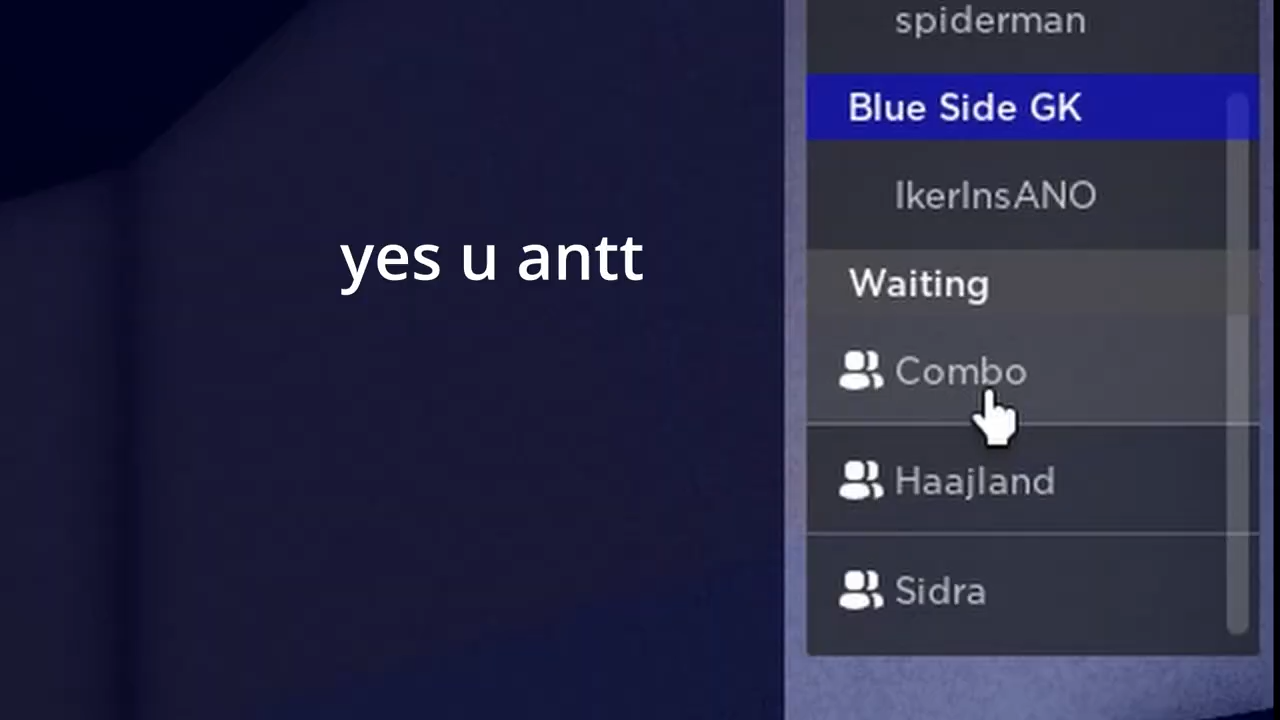 spiderman
Blue Side GK
IkerInsANO
yes u antt
Waiting
Combo
Haajland
Sidra